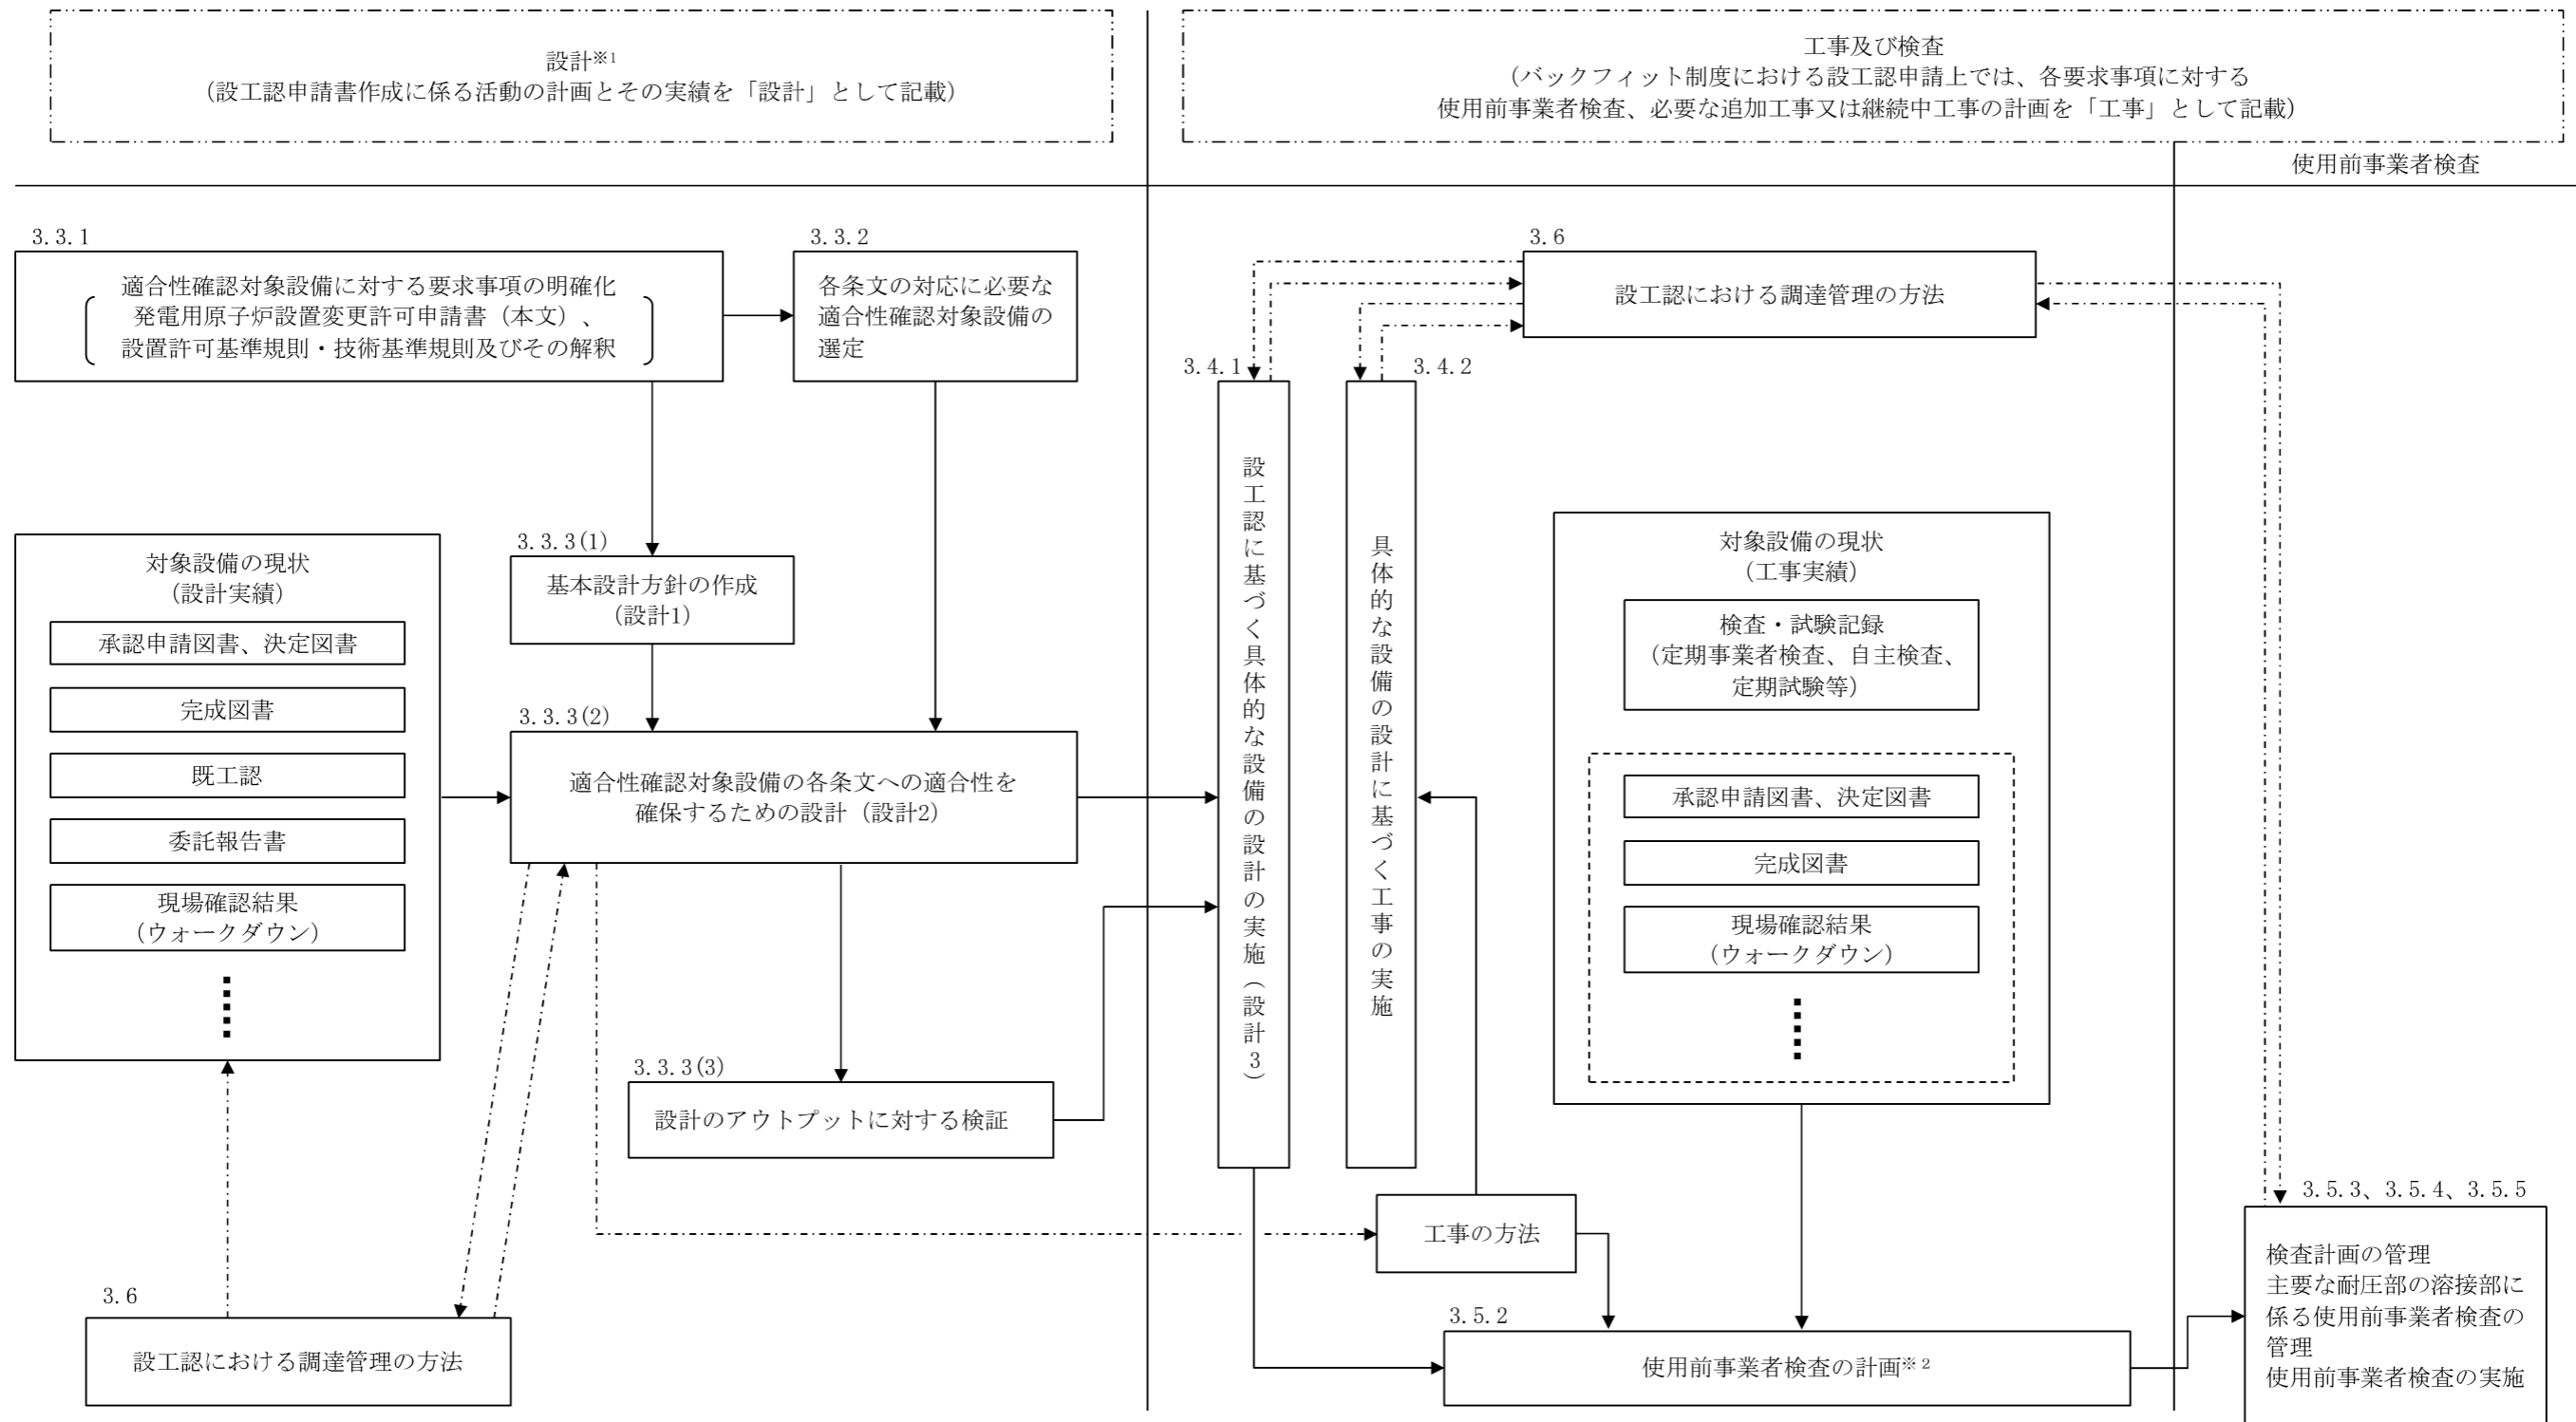 設計※1
（設工認申請書作成に係る活動の計画とその実績を「設計」として記載）
工事及び検査
（バックフィット制度における設工認申請上では、各要求事項に対する
使用前事業者検査、必要な追加工事又は継続中工事の計画を「工事」として記載）
使用前事業者検査
3.3.1
適合性確認対象設備に対する要求事項の明確化
発電用原子炉設置変更許可申請書（本文）、
設置許可基準規則・技術基準規則及びその解釈
3.3.2
各条文の対応に必要な
適合性確認対象設備の
選定
3.3.3(1)
基本設計方針の作成
（設計1）
対象設備の現状
（設計実績）
承認申請図書、決定図書
完成図書
既工認
委託報告書
現場確認結果
（ウォークダウン）
3.3.3(2)
適合性確認対象設備の各条文への適合性を
確保するための設計（設計2）
3.3.3(3)
設計のアウトプットに対する検証
3.6
設工認における調達管理の方法
3.6
設工認における調達管理の方法
3.4.1
設工認に基づく具体的な設備の設計の実施（設計3）
3.4.2
具体的な設備の設計に基づく工事の実施
対象設備の現状
（工事実績）
検査・試験記録
（定期事業者検査、自主検査、
定期試験等）
承認申請図書、決定図書
完成図書
現場確認結果
（ウォークダウン）
工事の方法
3.5.2
使用前事業者検査の計画※2
3.5.3、3.5.4、3.5.5
検査計画の管理
主要な耐圧部の溶接部に
係る使用前事業者検査の
管理
使用前事業者検査の実施